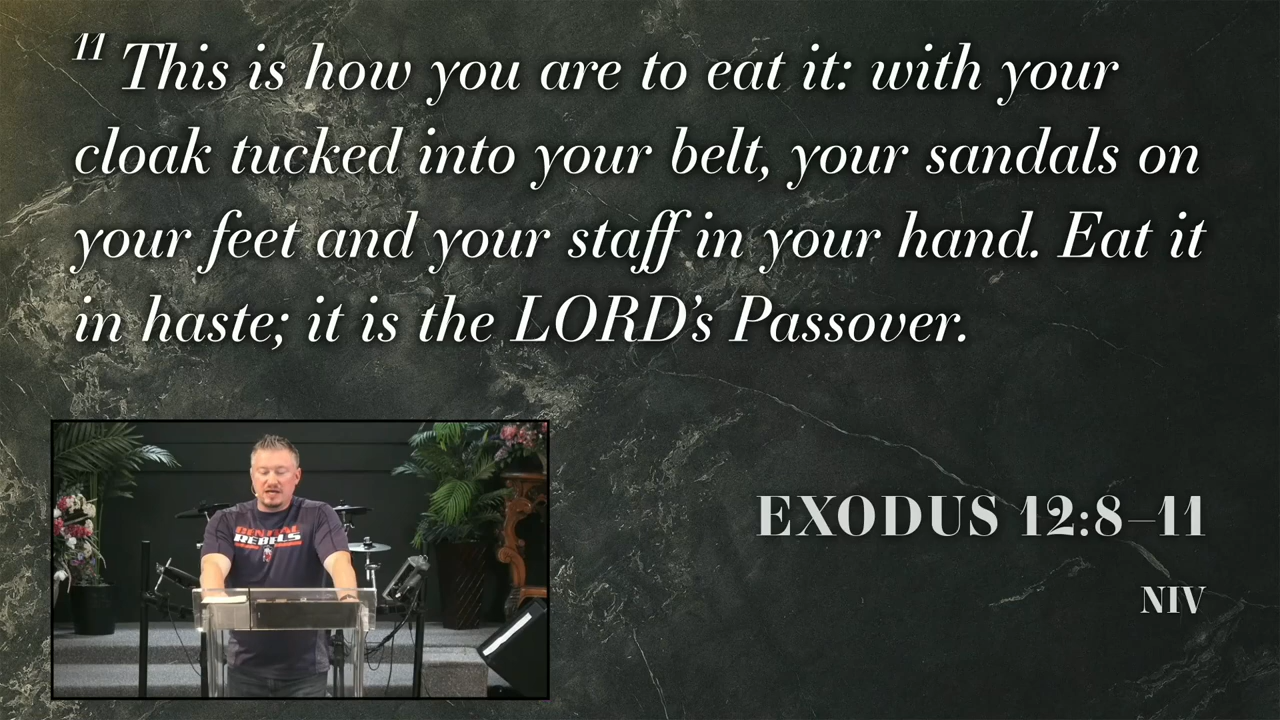 11 This is how you are to eat it: with your
cloak tucked into your belt, your sandals on
your feet and your staff in your hand. Eat it
in haste; it is the LORD’s Passover.
EXODUS 12:8–11
NIV
CENTRAL
REBELS